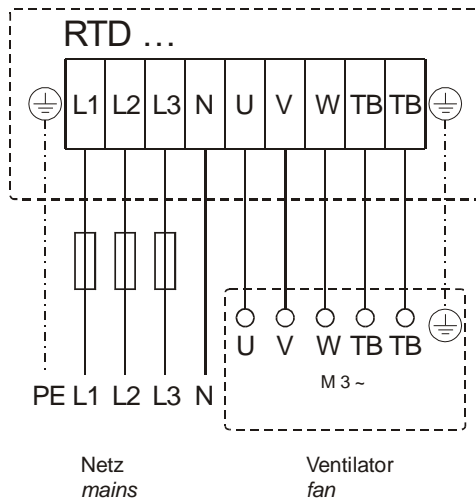 RTD ...
L1 L2 L3 N U V W TB TB
U V W TB TB
M 3 ~
PE L1 L2 L3 N
Netz Ventilator
mains fan